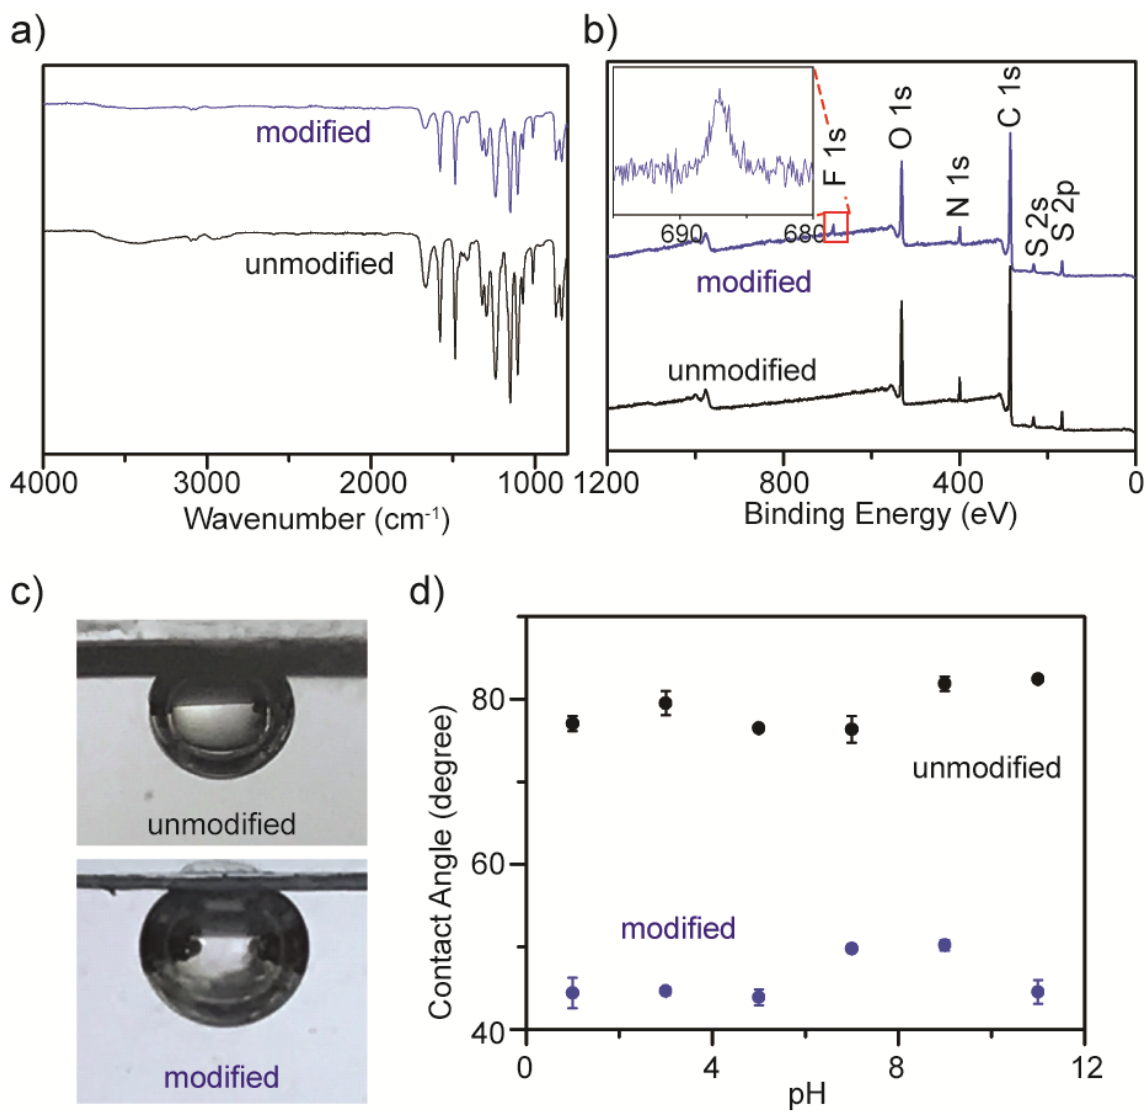 a)
modified
unmodified
4000
3000
2000
1000
Wavenumber (cm⁻¹)
b)
690
680
F 1s
O 1s
N 1s
C 1s
S 2s
S 2p
modified
unmodified
1200
800
400
0
Binding Energy (eV)
c)
unmodified
modified
d)
Contact Angle (degree)
80
60
40
unmodified
modified
0
4
8
12
pH